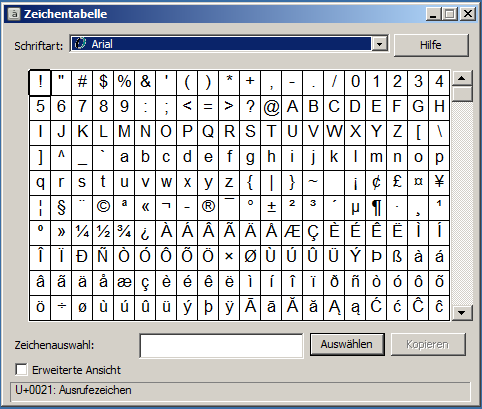 Zeichentabelle
Schriftart: Arial Hilfe
! " # $ % & ' ( ) * + , - . / 0 1 2 3 4
5 6 7 8 9 : ; < = > ? @ A B C D E F G H
I J K L M N O P Q R S T U V W X Y Z [ \
] ^ _ ` a b c d e f g h i j k l m n o p
q r s t u v w x y z { | } ~ ¡ ¢ £ ¤ ¥
¦ § ¨ © ª « ¬ - ® ¯ ° ± ² ³ ´ µ ¶ · ¸ ¹
º » ¼ ½ ¾ ¿ À Á Â Ã Ä Å Æ Ç È É Ê Ë Ì Í
Î Ï Ð Ñ Ò Ó Ô Õ Ö × Ø Ù Ú Û Ü Ý Þ ß à á
â ã ä å æ ç è é ê ë ì í î ï ð ñ ò ó ô õ
ö ÷ ø ù ú û ü ý þ ÿ Ā ā Ă ă Ą ą Ć ć Ĉ ĉ
Zeichenauswahl: Auswählen Kopieren
Erweiterte Ansicht
U+0021: Ausrufezeichen